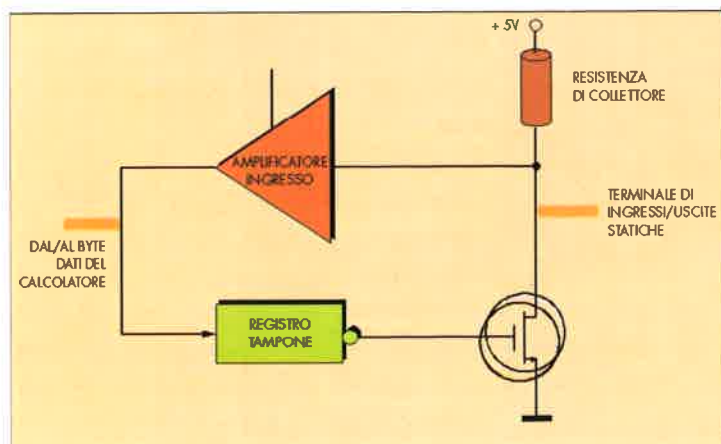 + 5V
RESISTENZA
DI COLLETTORE
AMPLIFICATORE
INGRESSO
TERMINALE DI
INGRESSI/USCITE
STATICHE
DAL/AL BYTE
DATI DEL
CALCOLATORE
REGISTRO
TAMPONE